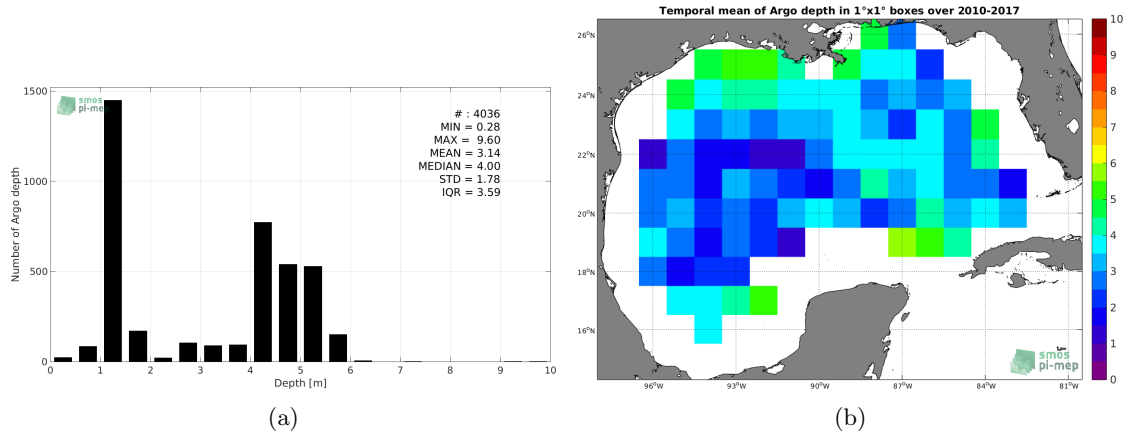 1500
1000
500
0
Number of Argo depth
smos
pi-mep
# : 4036
MIN = 0.28
MAX = 9.60
MEAN = 3.14
MEDIAN = 4.00
STD = 1.78
IQR = 3.59
0 1 2 3 4 5 6 7 8 9 10
Depth [m]
(a)
Temporal mean of Argo depth in 1°x1° boxes over 2010-2017
26°N
24°N
22°N
20°N
18°N
16°N
96°W 93°W 90°W 87°W 84°W 81°W
smos
pi-mep
10
9
8
7
6
5
4
3
2
1
0
(b)